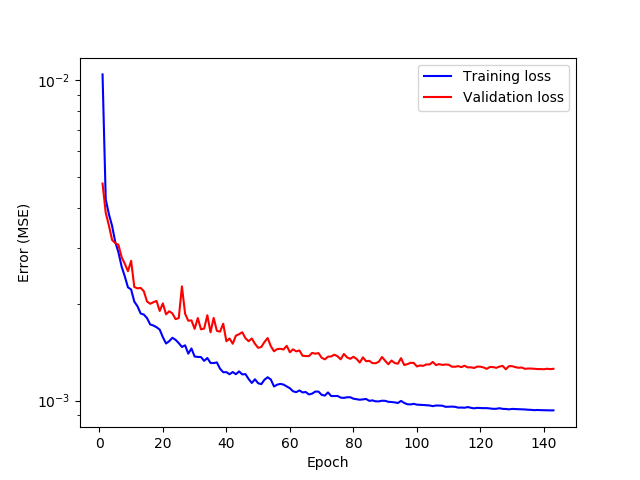 Training loss
Validation loss
10⁻²
10⁻³
Error (MSE)
0 20 40 60 80 100 120 140
Epoch